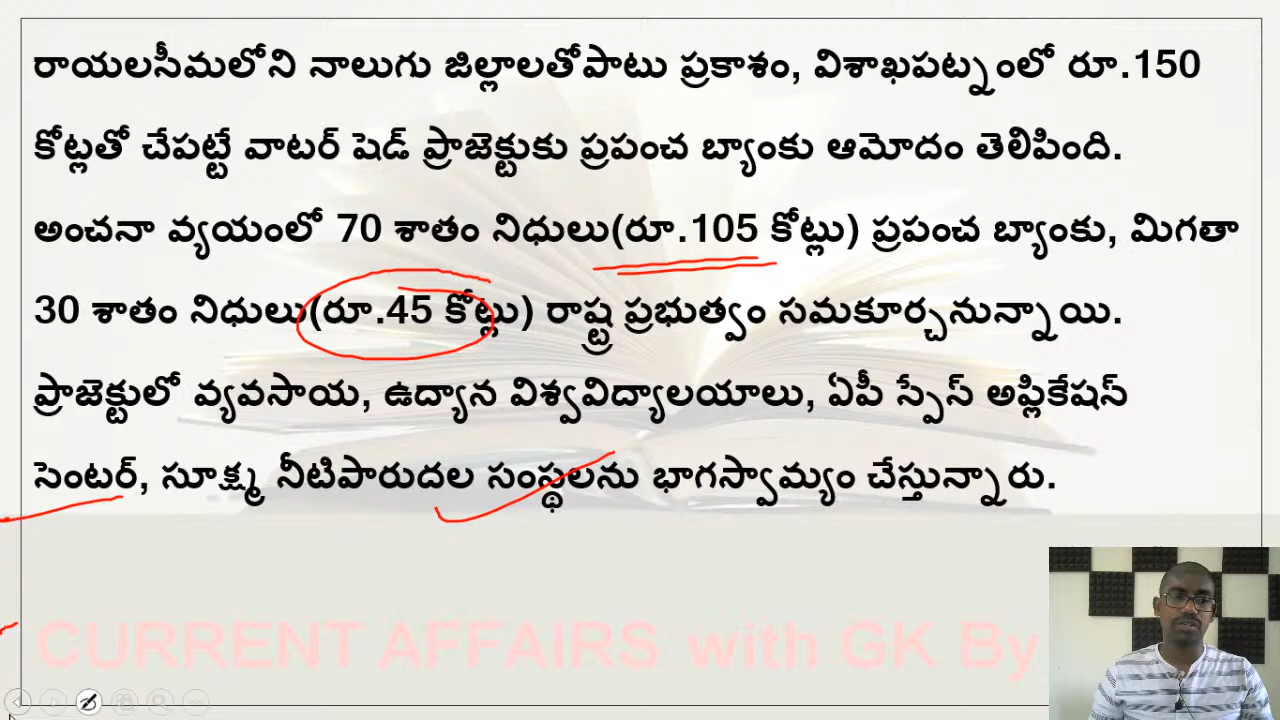 రాయలసీమలోని నాలుగు జిల్లాలతోపాటు ప్రకాశం, విశాఖపట్నంలో రూ.150
కోట్లతో చేపట్టే వాటర్ షెడ్ ప్రాజెక్టుకు ప్రపంచ బ్యాంకు ఆమోదం తెలిపింది.
అంచనా వ్యయంలో 70 శాతం నిధులు(రూ.105 కోట్లు) ప్రపంచ బ్యాంకు, మిగతా
30 శాతం నిధులు(రూ.45 కోట్లు) రాష్ట్ర ప్రభుత్వం సమకూర్చనున్నాయి.
ప్రాజెక్టులో వ్యవసాయ, ఉద్యాన విశ్వవిద్యాలయాలు, ఏపీ స్పేస్ అప్లికేషన్
సెంటర్, సూక్ష్మ నీటిపారుదల సంస్థలను భాగస్వామ్యం చేస్తున్నారు.
CURRENT AFFAIRS with GK By